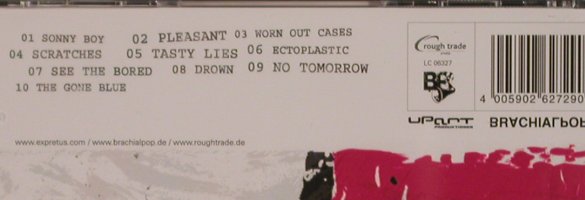 01 SONNY BOY 02 PLEASANT 03 WORN OUT CASES
04 SCRATCHES 05 TASTY LIES 06 ECTOPLASTIC
07 SEE THE BORED 08 DROWN 09 NO TOMORROW
10 THE GONE BLUE
www.expretus.com / www.brachialpop.de / www.roughtrade.de
rough trade
LC 06327
4 005902 627290
UPART
PRODUKTIONEN
BRACHIALPOP